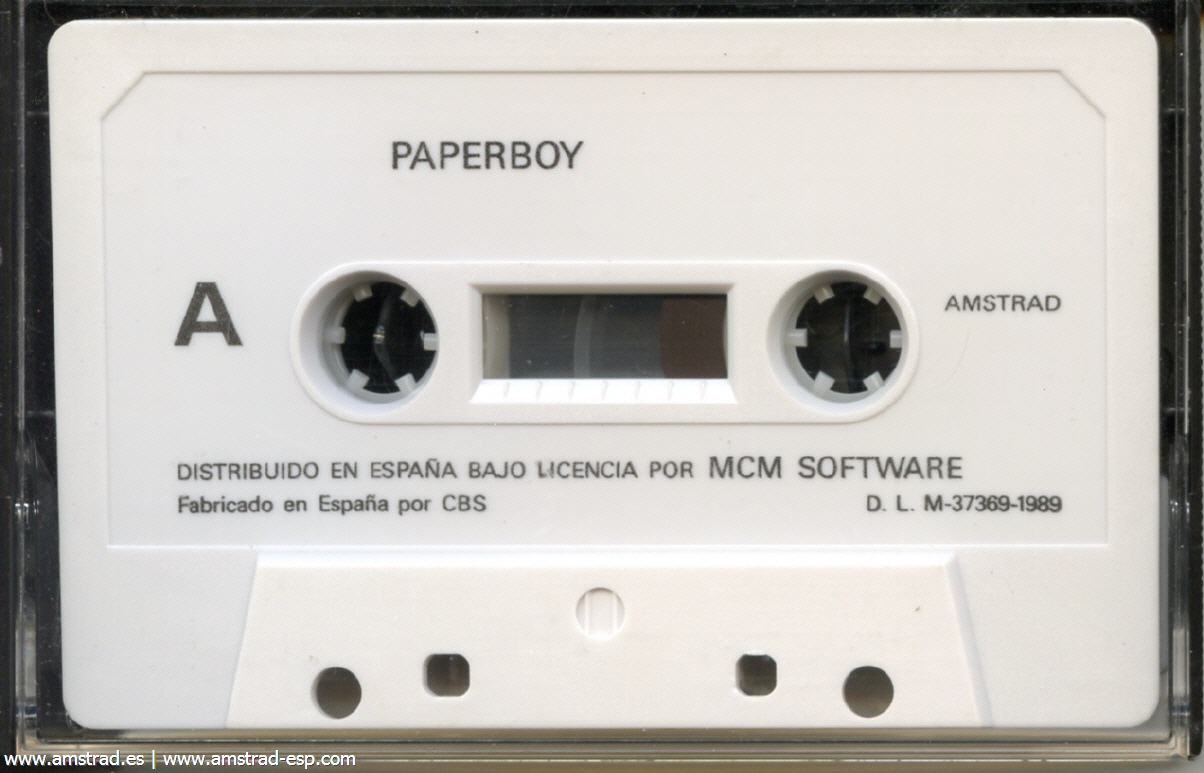 PAPERBOY
A
AMSTRAD
DISTRIBUIDO EN ESPAÑA BAJO LICENCIA POR MCM SOFTWARE
Fabricado en España por CBS D. L. M-37369-1989
www.amstrad.es | www.amstrad-esp.com